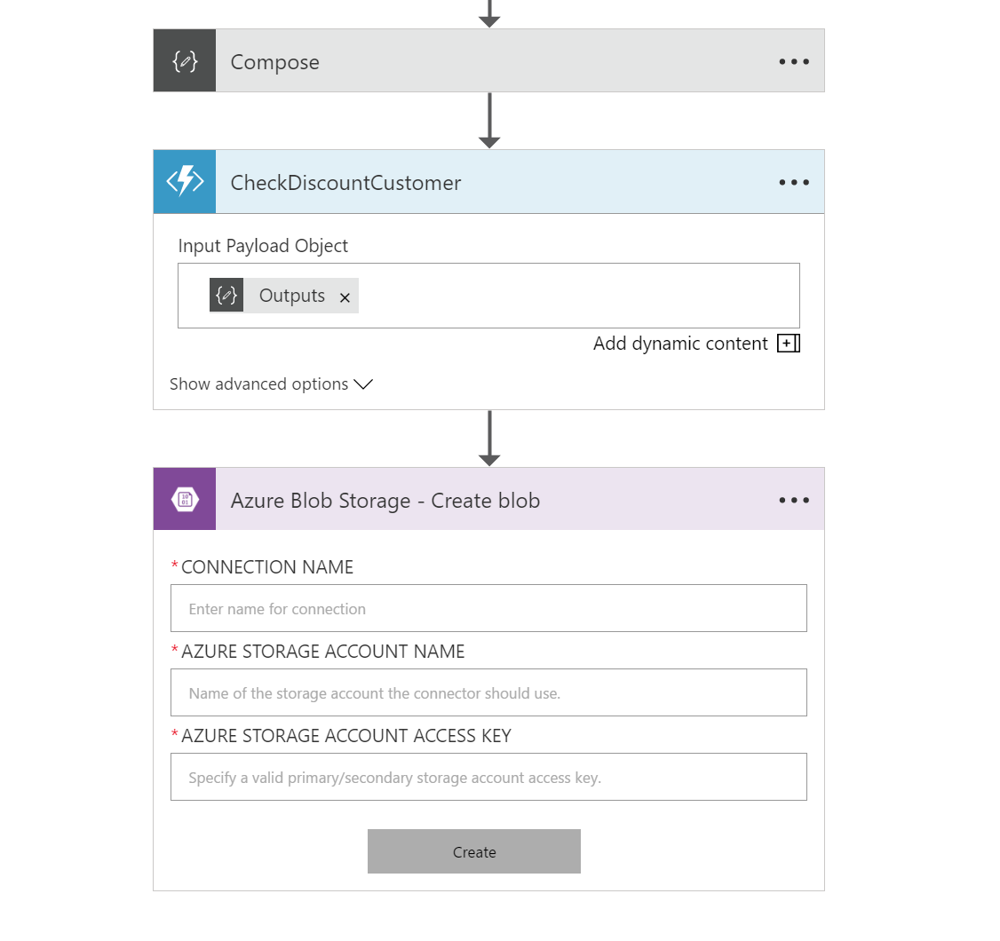 Compose
CheckDiscountCustomer
Input Payload Object
Outputs ×
Add dynamic content
Show advanced options
Azure Blob Storage - Create blob
*CONNECTION NAME
Enter name for connection
*AZURE STORAGE ACCOUNT NAME
Name of the storage account the connector should use.
*AZURE STORAGE ACCOUNT ACCESS KEY
Specify a valid primary/secondary storage account access key.
Create